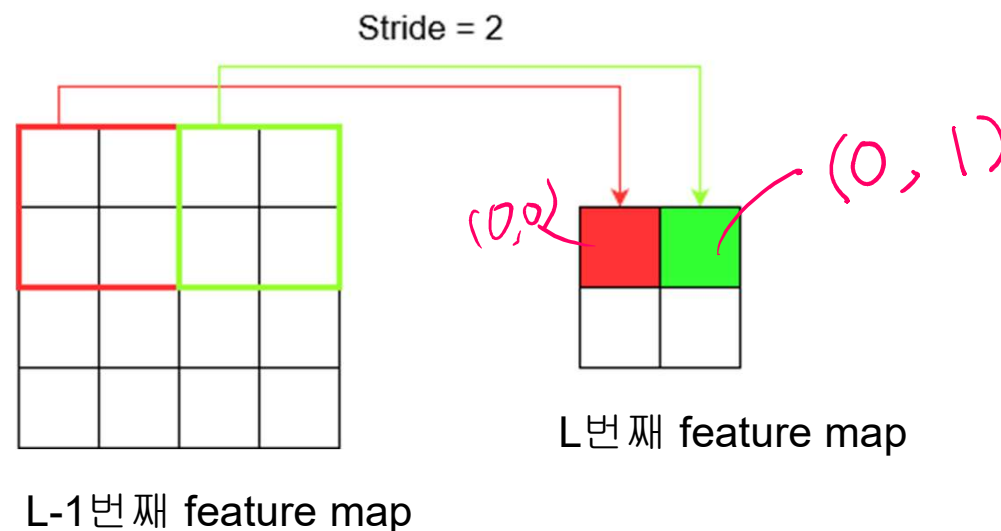 Stride = 2
(0, 1)
(0,0)
L번째 feature map
L-1번째 feature map